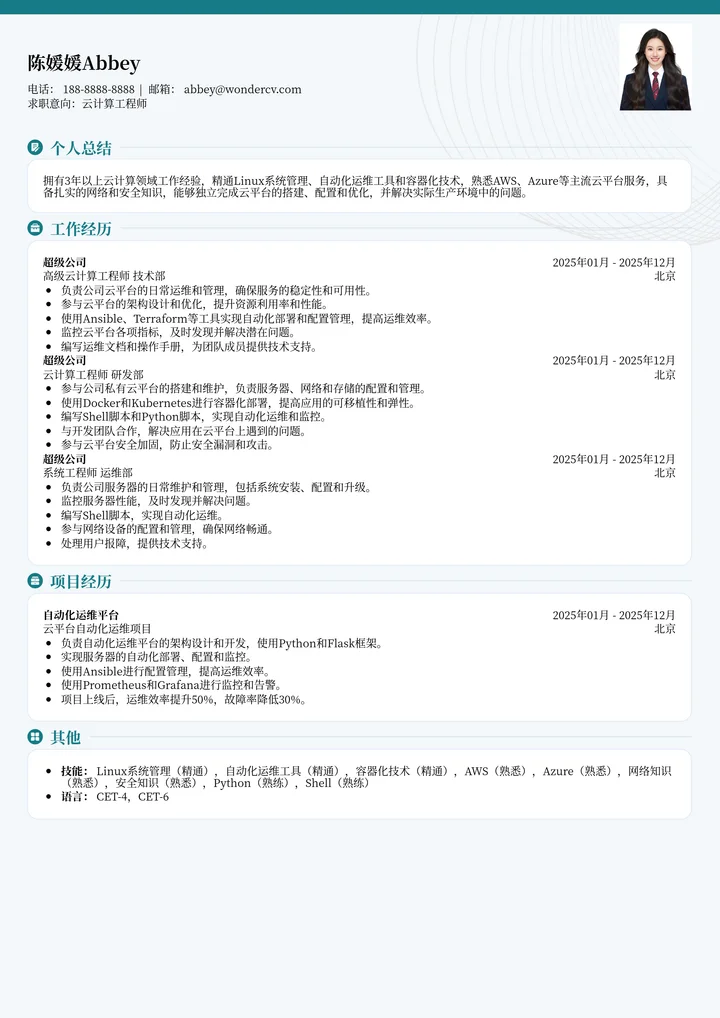 陈媛媛Abbey
电话： 188-8888-8888 | 邮箱： abbey@wondercv.com
求职意向：云计算工程师
个人总结
拥有3年以上云计算领域工作经验，精通Linux系统管理、自动化运维工具和容器化技术，熟悉AWS、Azure等主流云平台服务，具
备扎实的网络和安全知识，能够独立完成云平台的搭建、配置和优化，并解决实际生产环境中的问题。
工作经历
超级公司 2025年01月 - 2025年12月
高级云计算工程师 技术部 北京
• 负责公司云平台的日常运维和管理，确保服务的稳定性和可用性。
• 参与云平台的架构设计和优化，提升资源利用率和性能。
• 使用Ansible、Terraform等工具实现自动化部署和配置管理，提高运维效率。
• 监控云平台各项指标，及时发现并解决潜在问题。
• 编写运维文档和操作手册，为团队成员提供技术支持。
超级公司 2025年01月 - 2025年12月
云计算工程师 研发部 北京
• 参与公司私有云平台的搭建和维护，负责服务器、网络和存储的配置和管理。
• 使用Docker和Kubernetes进行容器化部署，提高应用的可移植性和弹性。
• 编写Shell脚本和Python脚本，实现自动化运维和监控。
• 与开发团队合作，解决应用在云平台上遇到的问题。
• 参与云平台安全加固，防止安全漏洞和攻击。
超级公司 2025年01月 - 2025年12月
系统工程师 运维部 北京
• 负责公司服务器的日常维护和管理，包括系统安装、配置和升级。
• 监控服务器性能，及时发现并解决问题。
• 编写Shell脚本，实现自动化运维。
• 参与网络设备的配置和管理，确保网络畅通。
• 处理用户报障，提供技术支持。
项目经历
自动化运维平台 2025年01月 - 2025年12月
云平台自动化运维项目 北京
• 负责自动化运维平台的架构设计和开发，使用Python和Flask框架。
• 实现服务器的自动化部署、配置和监控。
• 使用Ansible进行配置管理，提高运维效率。
• 使用Prometheus和Grafana进行监控和告警。
• 项目上线后，运维效率提升50%，故障率降低30%。
其他
• 技能： Linux系统管理（精通），自动化运维工具（精通），容器化技术（精通），AWS（熟悉），Azure（熟悉），网络知识
（熟悉），安全知识（熟悉），Python（熟练），Shell（熟练）
• 语言： CET-4，CET-6